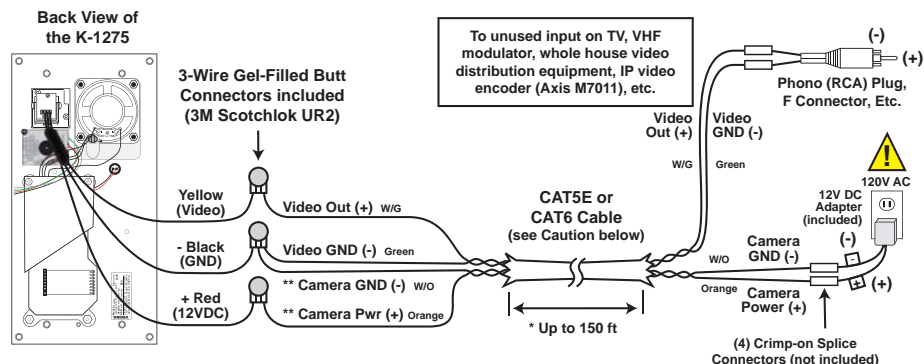 Back View of
the K-1275
3-Wire Gel-Filled Butt
Connectors included
(3M Scotchlok UR2)
To unused input on TV, VHF
modulator, whole house video
distribution equipment, IP video
encoder (Axis M7011), etc.
(-)
(+)
Phono (RCA) Plug,
F Connector, Etc.
Video
Out (+)
W/G
Video
GND (-)
Green
!
120V AC
12V DC
Adapter
(included)
Yellow
(Video)
Video Out (+) W/G
CAT5E or
CAT6 Cable
(see Caution below)
- Black
(GND)
Video GND (-) Green
** Camera GND (-) W/O
+ Red
(12VDC)
** Camera Pwr (+) Orange
* Up to 150 ft
W/O
Camera
GND (-)
(-)
-
Orange
Camera
Power (+)
+
(+)
(4) Crimp-on Splice
Connectors (not included)